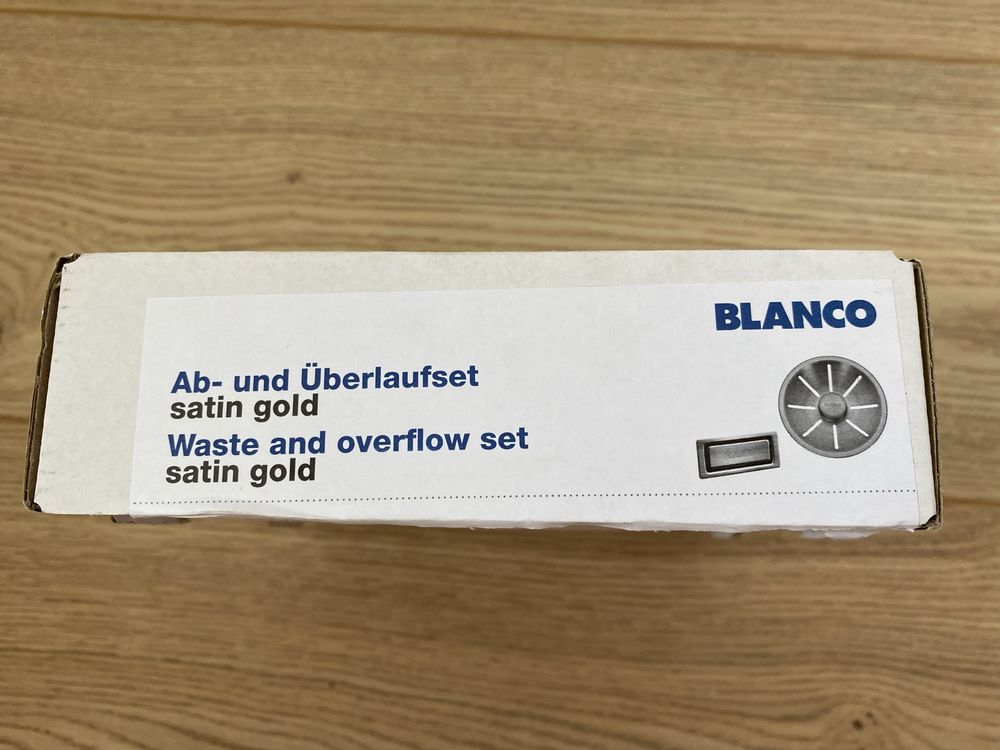 BLANCO
Ab- und Überlaufset
satin gold
Waste and overflow set
satin gold